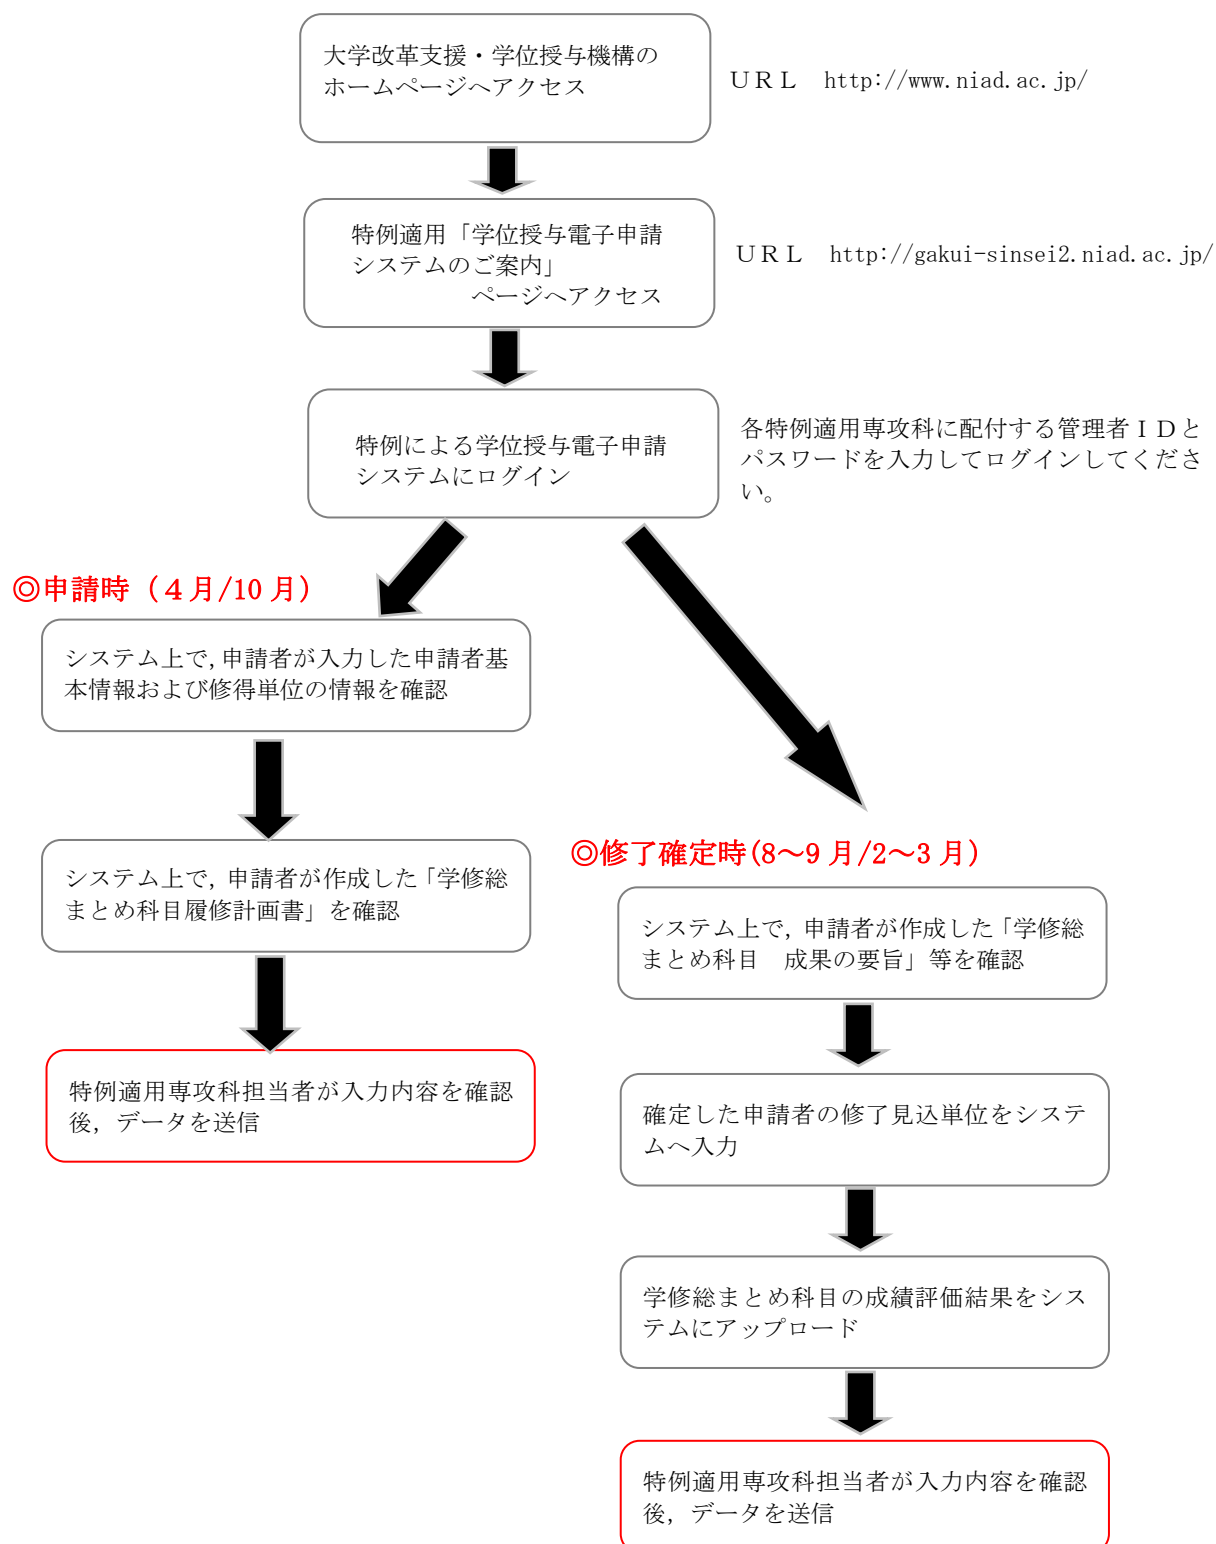 大学改革支援・学位授与機構の
ホームページへアクセス
ＵＲＬ　http://www.niad.ac.jp/
特例適用「学位授与電子申請
システムのご案内」
ページへアクセス
ＵＲＬ　http://gakui-sinsei2.niad.ac.jp/
特例による学位授与電子申請
システムにログイン
各特例適用専攻科に配付する管理者ＩＤと
パスワードを入力してログインしてくださ
い。
◎申請時（４月/10月）
システム上で,申請者が入力した申請者基
本情報および修得単位の情報を確認
システム上で,申請者が作成した「学修総
まとめ科目履修計画書」を確認
特例適用専攻科担当者が入力内容を確認
後，データを送信
◎修了確定時(8～9月/2～3月)
システム上で,申請者が作成した「学修総
まとめ科目　成果の要旨」等を確認
確定した申請者の修了見込単位をシステ
ムへ入力
学修総まとめ科目の成績評価結果をシス
テムにアップロード
特例適用専攻科担当者が入力内容を確認
後，データを送信